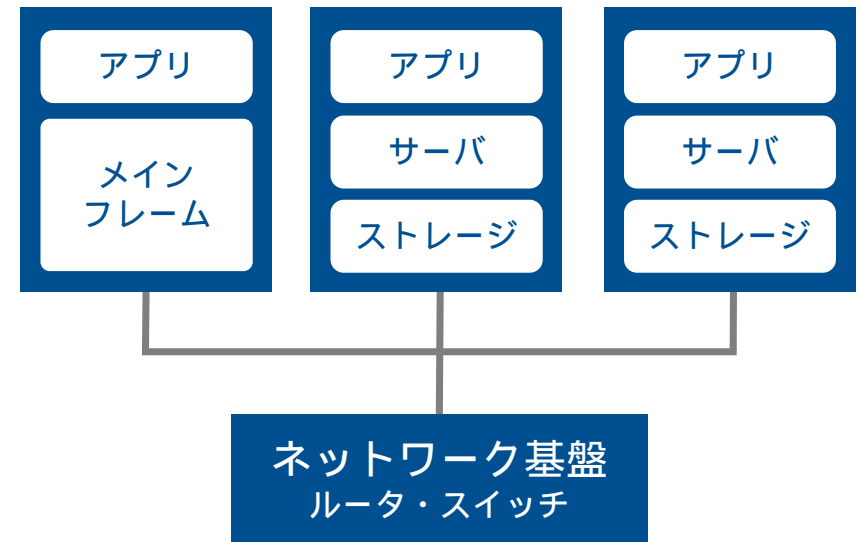 アプリ
メイン
フレーム
アプリ
サーバ
ストレージ
アプリ
サーバ
ストレージ
ネットワーク基盤
ルータ・スイッチ